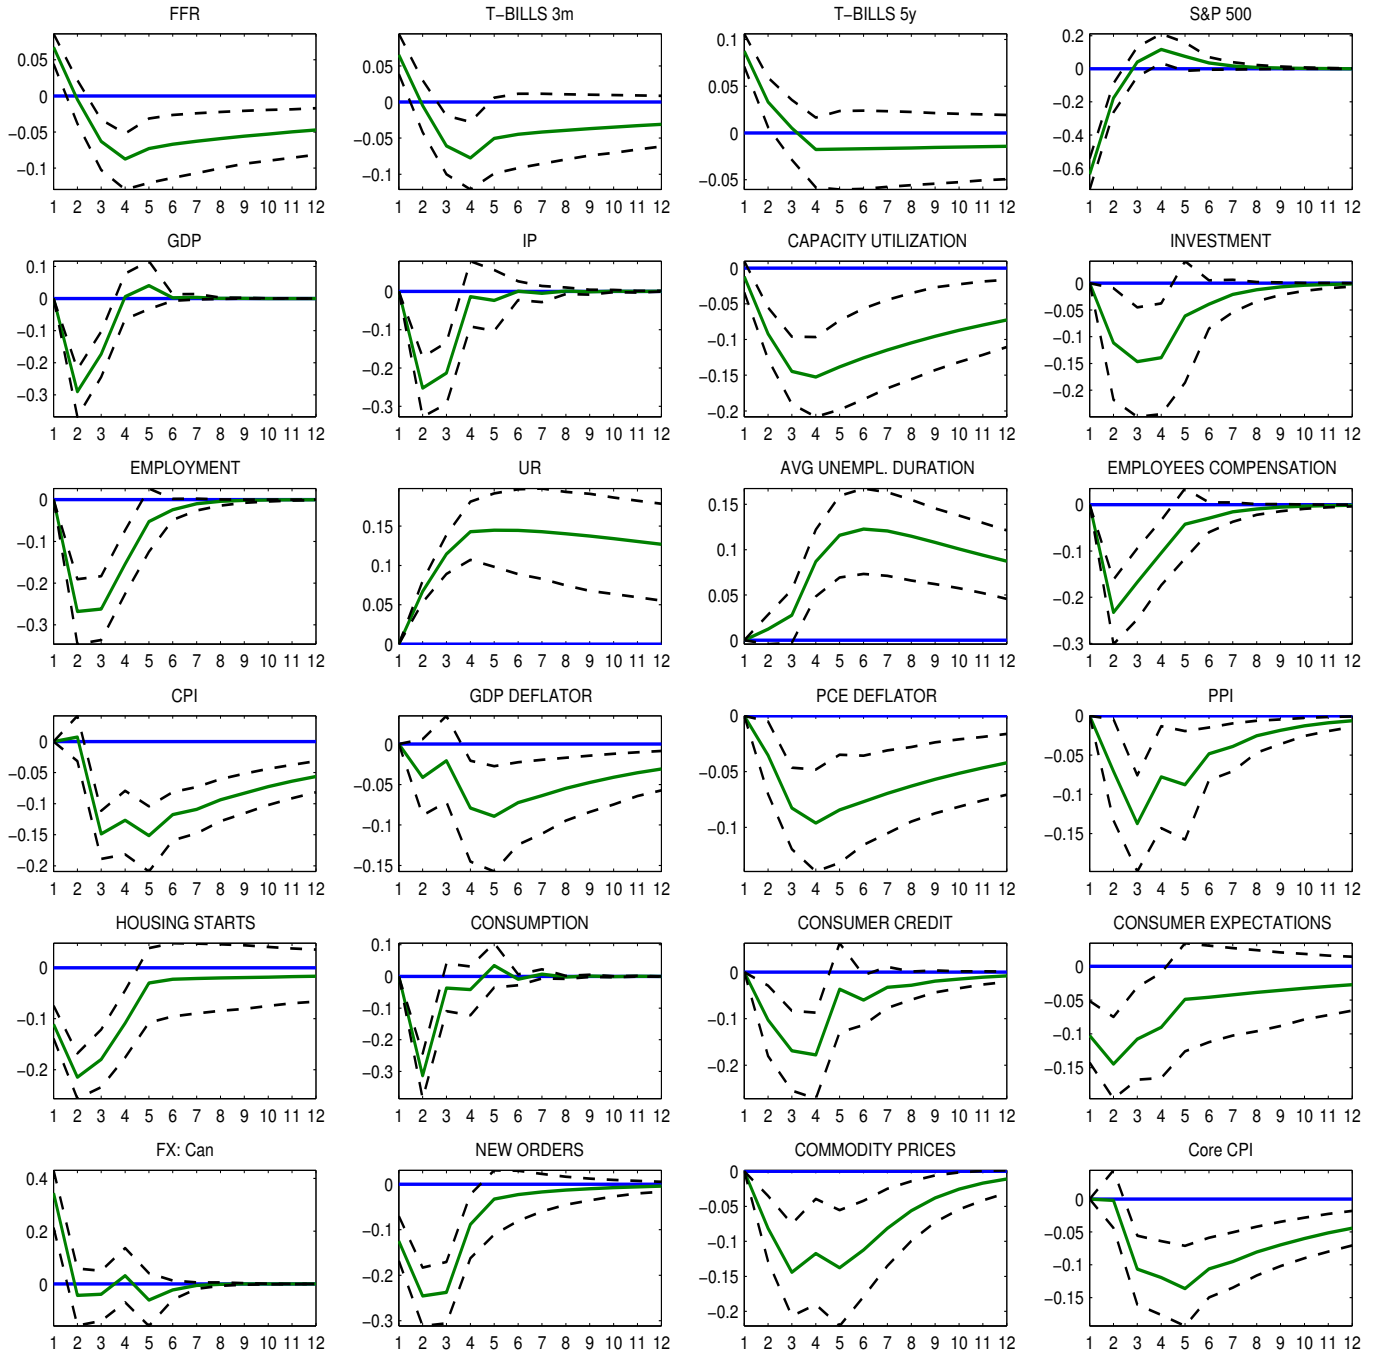 FFR
0.05
0
−0.05
−0.1
1 2 3 4 5 6 7 8 9 10 11 12
T−BILLS 3m
0.05
0
−0.05
−0.1
1 2 3 4 5 6 7 8 9 10 11 12
T−BILLS 5y
0.1
0.05
0
−0.05
1 2 3 4 5 6 7 8 9 10 11 12
S&P 500
0.2
0
−0.2
−0.4
−0.6
1 2 3 4 5 6 7 8 9 10 11 12
GDP
0.1
0
−0.1
−0.2
−0.3
1 2 3 4 5 6 7 8 9 10 11 12
IP
0
−0.1
−0.2
−0.3
1 2 3 4 5 6 7 8 9 10 11 12
CAPACITY UTILIZATION
0
−0.05
−0.1
−0.15
−0.2
1 2 3 4 5 6 7 8 9 10 11 12
INVESTMENT
0
−0.05
−0.1
−0.15
−0.2
1 2 3 4 5 6 7 8 9 10 11 12
EMPLOYMENT
0
−0.1
−0.2
−0.3
1 2 3 4 5 6 7 8 9 10 11 12
UR
0.15
0.1
0.05
0
1 2 3 4 5 6 7 8 9 10 11 12
AVG UNEMPL. DURATION
0.15
0.1
0.05
0
1 2 3 4 5 6 7 8 9 10 11 12
EMPLOYEES COMPENSATION
0
−0.1
−0.2
−0.3
1 2 3 4 5 6 7 8 9 10 11 12
CPI
0
−0.05
−0.1
−0.15
−0.2
1 2 3 4 5 6 7 8 9 10 11 12
GDP DEFLATOR
0
−0.05
−0.1
−0.15
1 2 3 4 5 6 7 8 9 10 11 12
PCE DEFLATOR
0
−0.05
−0.1
1 2 3 4 5 6 7 8 9 10 11 12
PPI
0
−0.05
−0.1
−0.15
1 2 3 4 5 6 7 8 9 10 11 12
HOUSING STARTS
0
−0.1
−0.2
1 2 3 4 5 6 7 8 9 10 11 12
CONSUMPTION
0.1
0
−0.1
−0.2
−0.3
1 2 3 4 5 6 7 8 9 10 11 12
CONSUMER CREDIT
0
−0.1
−0.2
1 2 3 4 5 6 7 8 9 10 11 12
CONSUMER EXPECTATIONS
0
−0.05
−0.1
−0.15
1 2 3 4 5 6 7 8 9 10 11 12
FX: Can
0.4
0.2
0
1 2 3 4 5 6 7 8 9 10 11 12
NEW ORDERS
0
−0.1
−0.2
−0.3
1 2 3 4 5 6 7 8 9 10 11 12
COMMODITY PRICES
0
−0.05
−0.1
−0.15
−0.2
1 2 3 4 5 6 7 8 9 10 11 12
Core CPI
0
−0.05
−0.1
−0.15
1 2 3 4 5 6 7 8 9 10 11 12